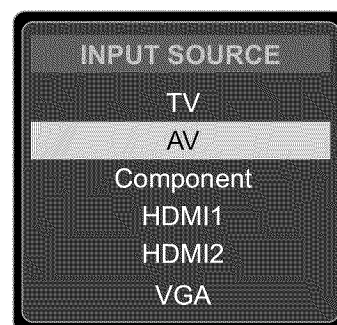 INPUT SOURCE
TV
AV
Component
HDMI1
HDMI2
VGA